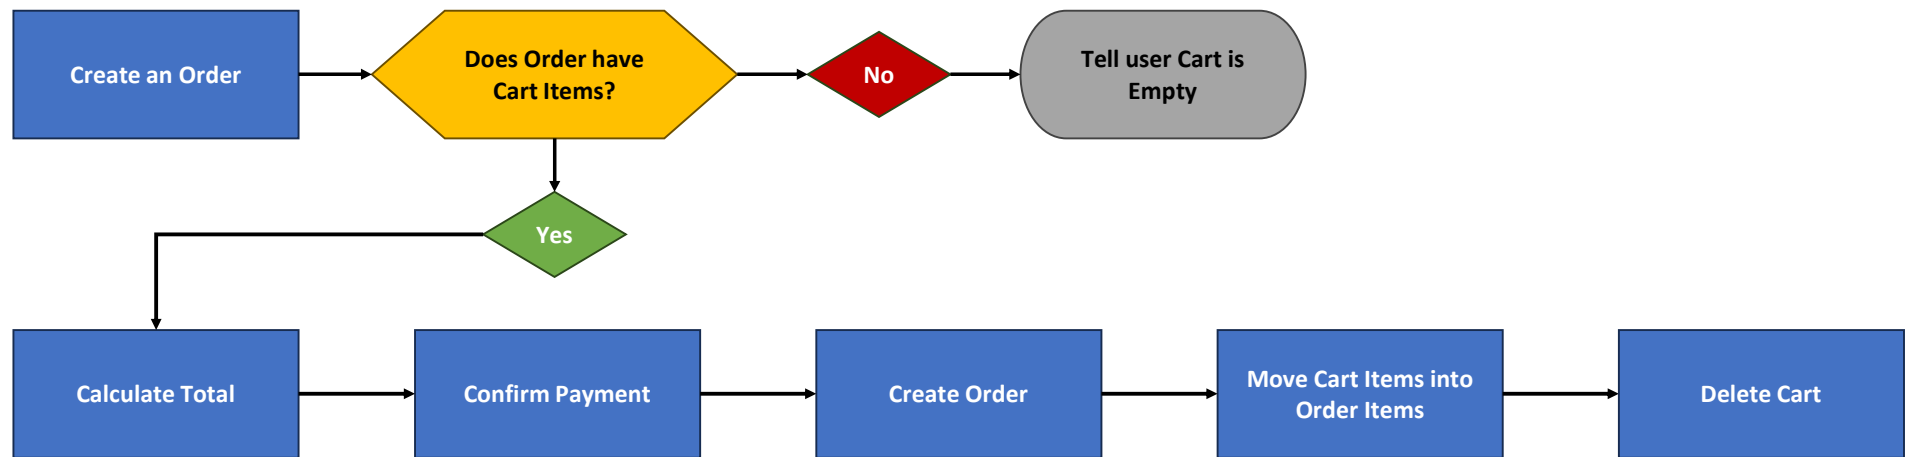 Create an Order
Does Order have
Cart Items?
No
Tell user Cart is
Empty
Yes
Calculate Total
Confirm Payment
Create Order
Move Cart Items into
Order Items
Delete Cart